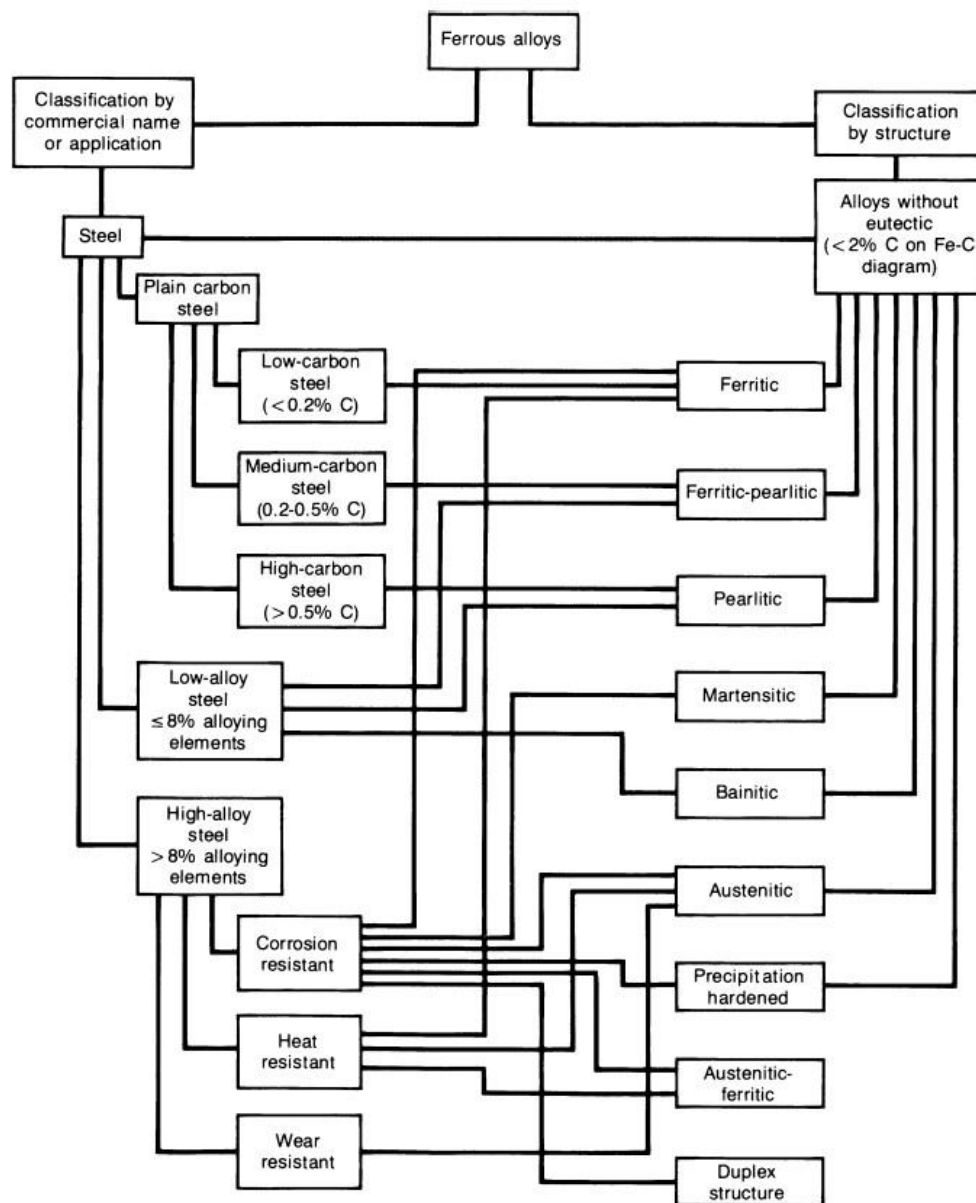 Ferrous alloys
Classification by
commercial name
or application
Classification
by structure
Steel
Alloys without
eutectic
(<2% C on Fe-C
diagram)
Plain carbon
steel
Low-carbon
steel
(<0.2% C)
Ferritic
Medium-carbon
steel
(0.2-0.5% C)
Ferritic-pearlitic
High-carbon
steel
(>0.5% C)
Pearlitic
Low-alloy
steel
≤8% alloying
elements
Martensitic
Bainitic
High-alloy
steel
>8% alloying
elements
Austenitic
Corrosion
resistant
Precipitation
hardened
Heat
resistant
Austenitic-
ferritic
Wear
resistant
Duplex
structure